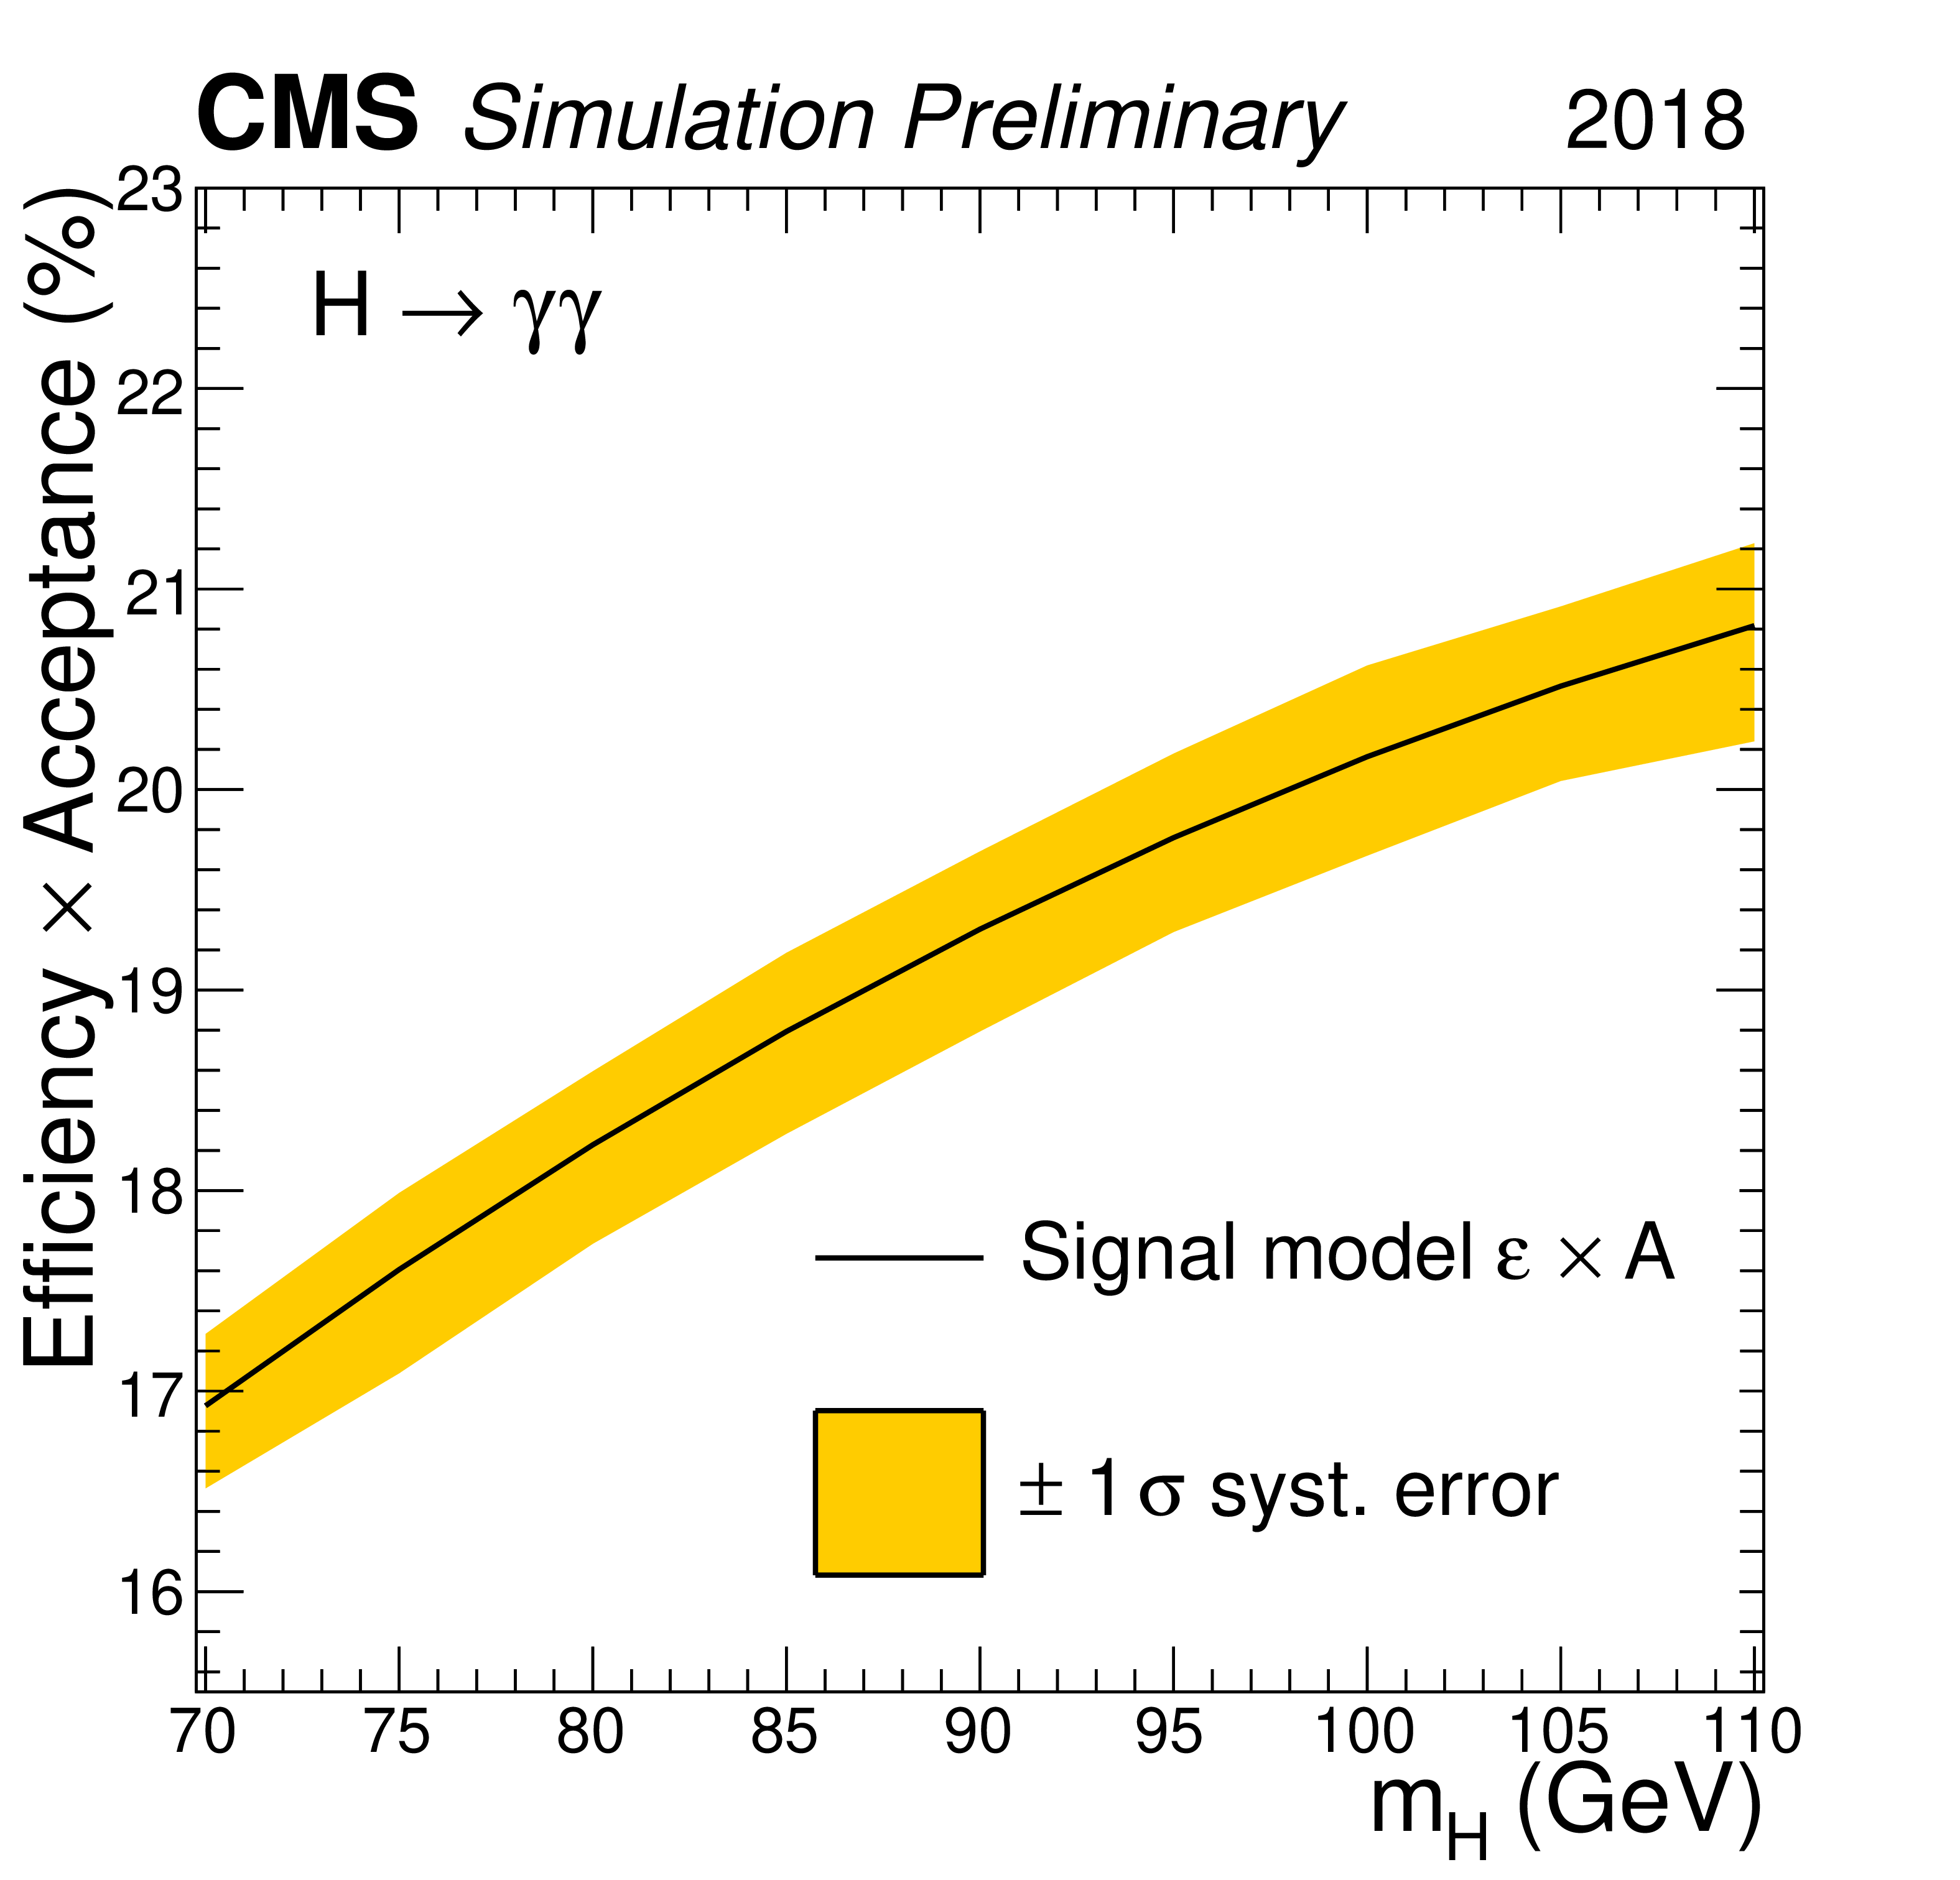 CMS Simulation Preliminary 2018
Efficiency × Acceptance (%)
H → γγ
23
22
21
20
19
18
17
16
Signal model ε × A
± 1 σ syst. error
70 75 80 85 90 95 100 105 110
m_H (GeV)